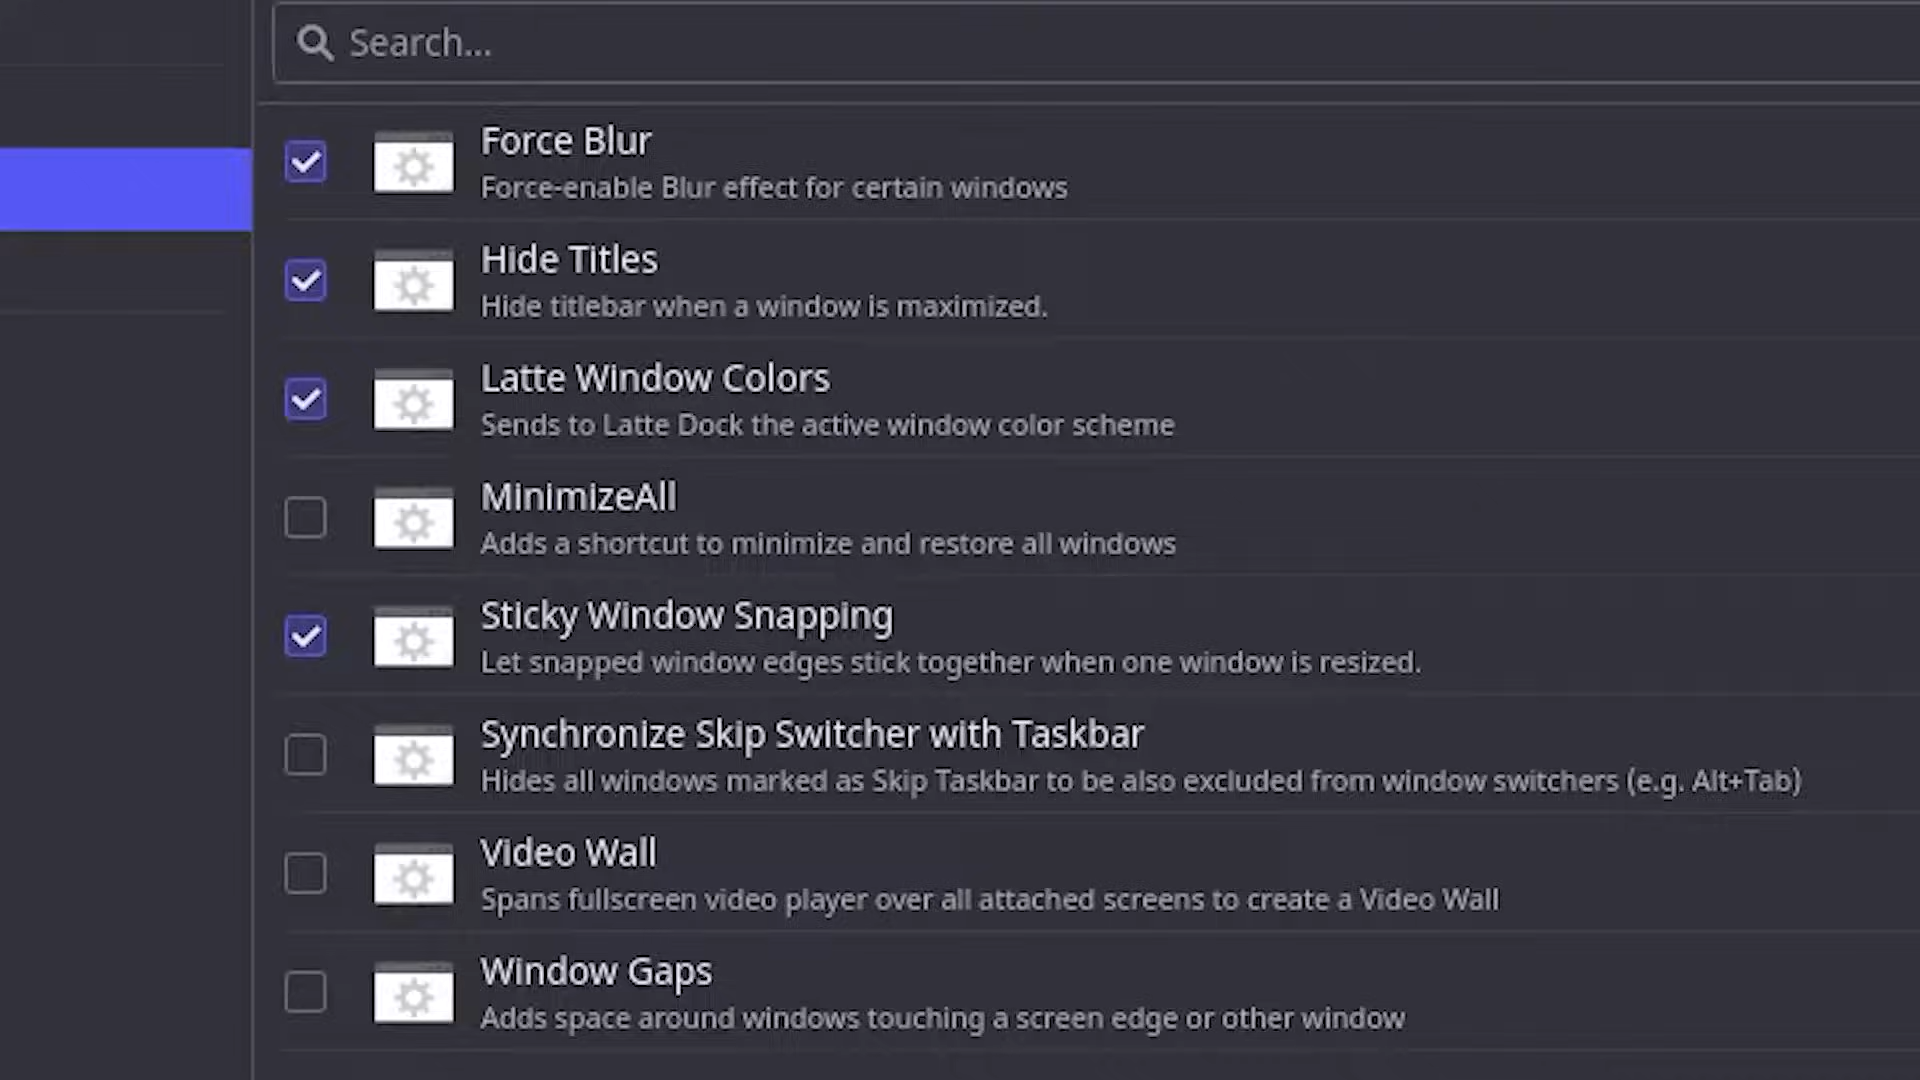 Search...
Force Blur
Force-enable Blur effect for certain windows
Hide Titles
Hide titlebar when a window is maximized.
Latte Window Colors
Sends to Latte Dock the active window color scheme
MinimizeAll
Adds a shortcut to minimize and restore all windows
Sticky Window Snapping
Let snapped window edges stick together when one window is resized.
Synchronize Skip Switcher with Taskbar
Hides all windows marked as Skip Taskbar to be also excluded from window switchers (e.g. Alt+Tab)
Video Wall
Spans fullscreen video player over all attached screens to create a Video Wall
Window Gaps
Adds space around windows touching a screen edge or other window